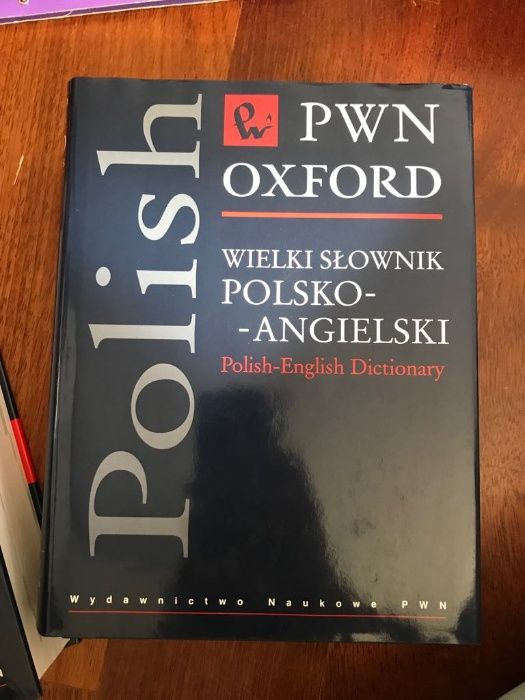 Polish
PWN
OXFORD
WIELKI SŁOWNIK
POLSKO-
-ANGIELSKI
Polish-English Dictionary
Wydawnictwo Naukowe PWN